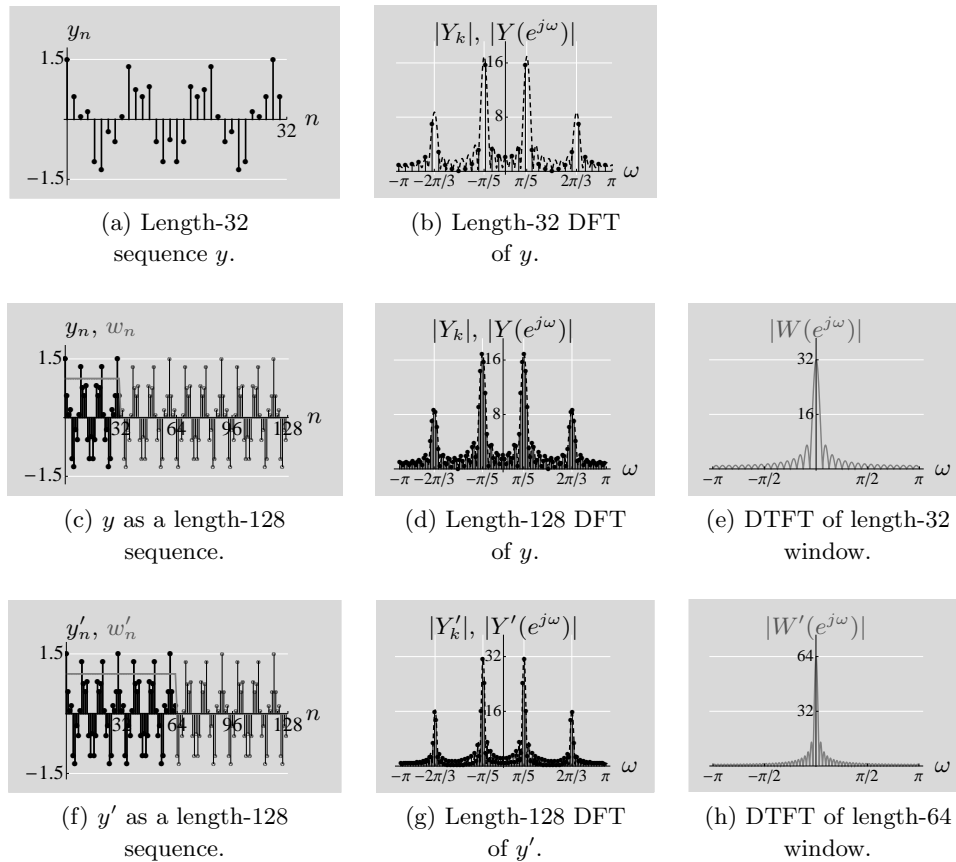 y_n
1.5
−1.5
32 n
(a) Length-32
sequence y.
|Y_k|, |Y(e^{jω})|
16
8
−π −2π/3 −π/5 π/5 2π/3 π ω
(b) Length-32 DFT
of y.
y_n, w_n
1.5
−1.5
32 64 96 128 n
(c) y as a length-128
sequence.
|Y_k|, |Y(e^{jω})|
16
8
−π −2π/3 −π/5 π/5 2π/3 π ω
(d) Length-128 DFT
of y.
|W(e^{jω})|
32
16
−π −π/2 π/2 π ω
(e) DTFT of length-32
window.
y′_n, w′_n
1.5
−1.5
32 64 96 128 n
(f) y′ as a length-128
sequence.
|Y′_k|, |Y′(e^{jω})|
32
16
−π −2π/3 −π/5 π/5 2π/3 π ω
(g) Length-128 DFT
of y′.
|W′(e^{jω})|
64
32
−π −π/2 π/2 π ω
(h) DTFT of length-64
window.